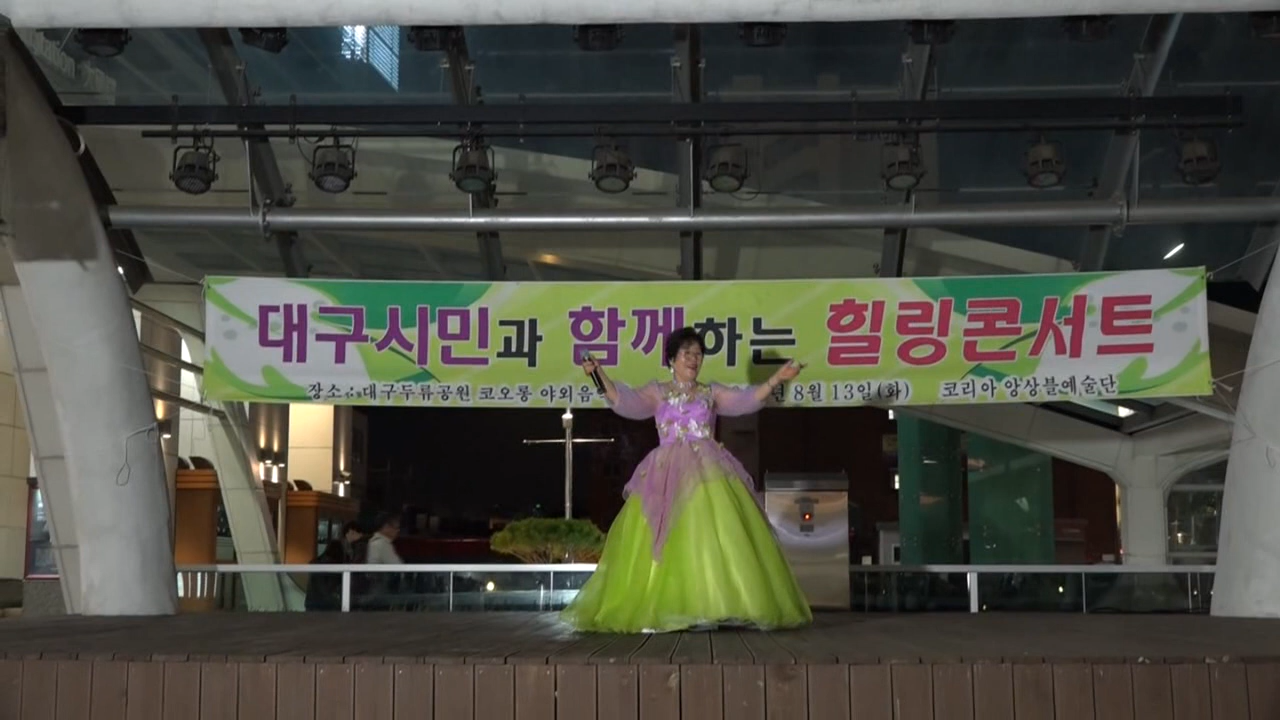 대구시민과 함께하는 힐링콘서트
장소 : 대구두류공원 코오롱 야외음 8월 13일(화) 코리아 앙상블예술단